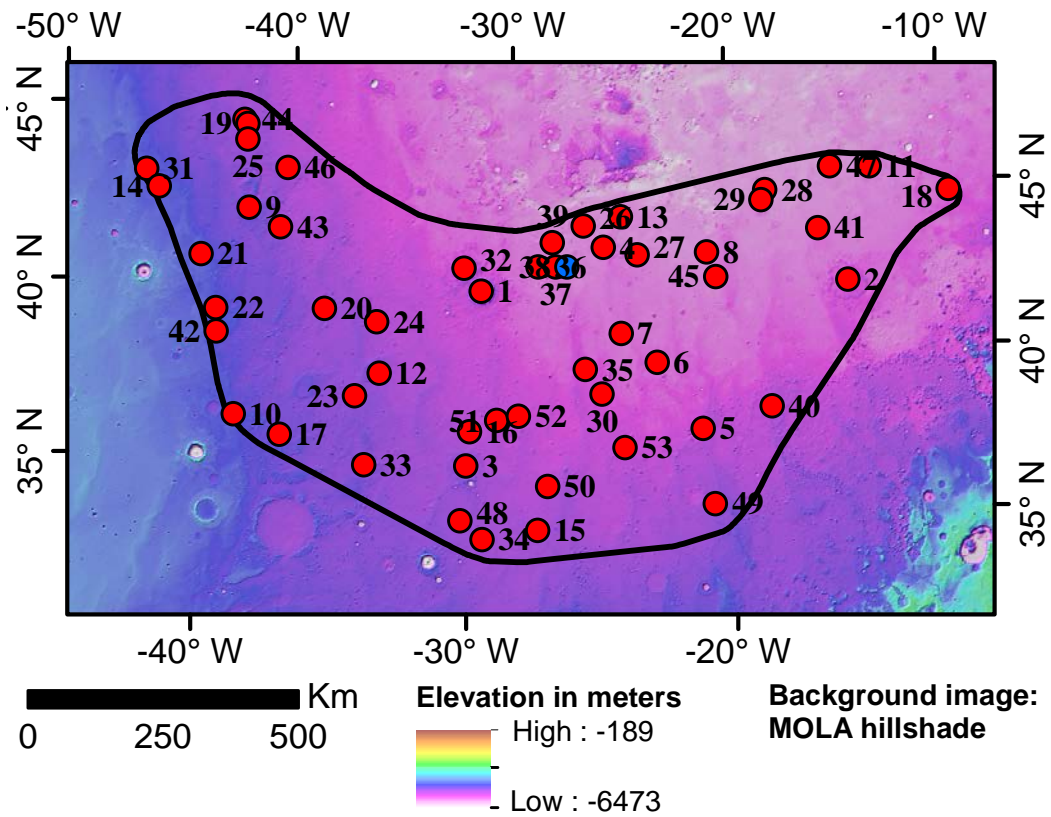 -50° W -40° W -30° W -20° W -10° W
45° N
40° N
35° N
45° N
40° N
35° N
19 44
25 46
31
14
9
43
21
22
42
20
24
12
23
10
17
33
32
1
39 26 13
4 27
38 36
37
8
45
29 28
47 11
18
41
2
7
6
35
30
40
5
53
51 16 52
3
50
48
34 15
49
-40° W -30° W -20° W
Km
0 250 500
Elevation in meters
High : -189
Low : -6473
Background image:
MOLA hillshade